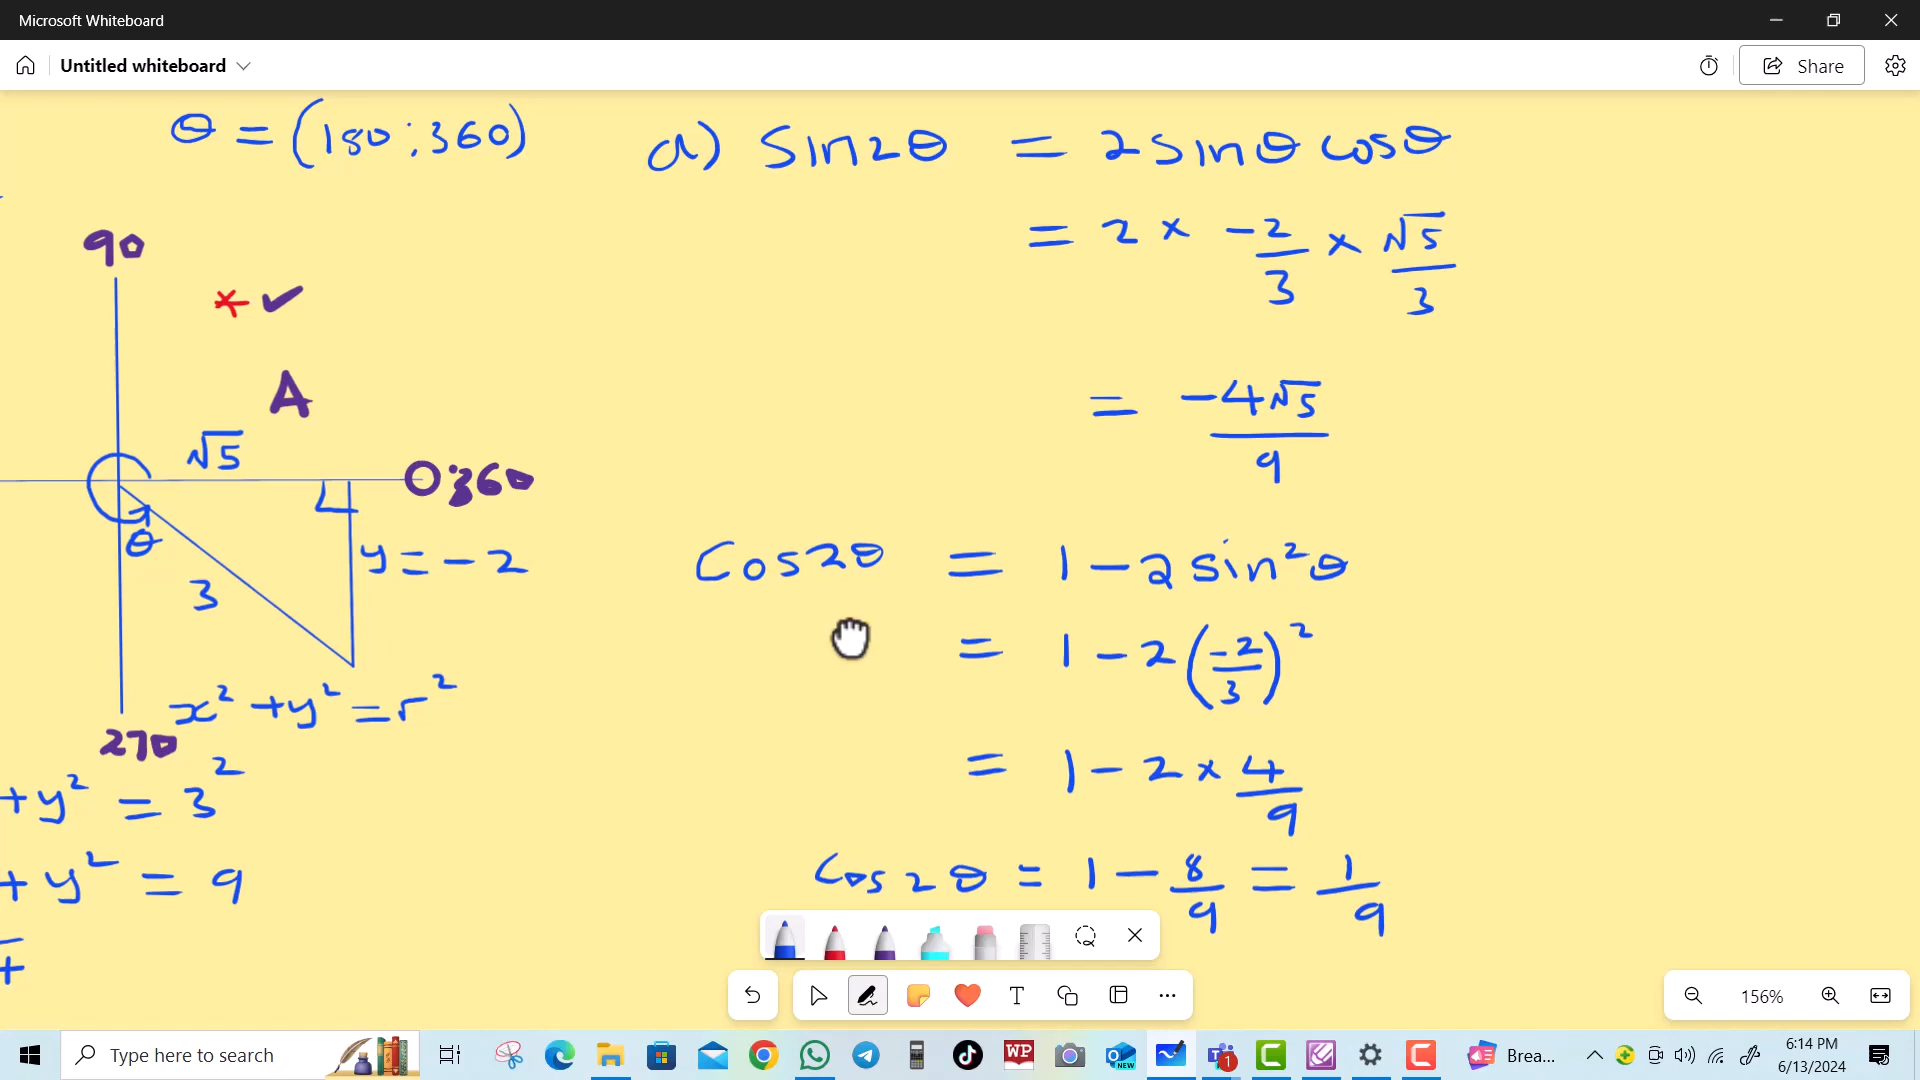 Microsoft Whiteboard
Untitled whiteboard
Share
θ = (180;360)
a) Sin2θ = 2sinθ cosθ
= 2 × -2/3 × √5/3
= -4√5/9
90
A
√5
0;360
θ
3
y = -2
x² + y² = r²
270
+ y² = 3²
+ y² = 9
Cos2θ = 1 - 2sin²θ
= 1 - 2(-2/3)²
= 1 - 2 × 4/9
Cos2θ = 1 - 8/9 = 1/9
156%
Type here to search
WP
NEW
1
Brea...
6:14 PM
6/13/2024